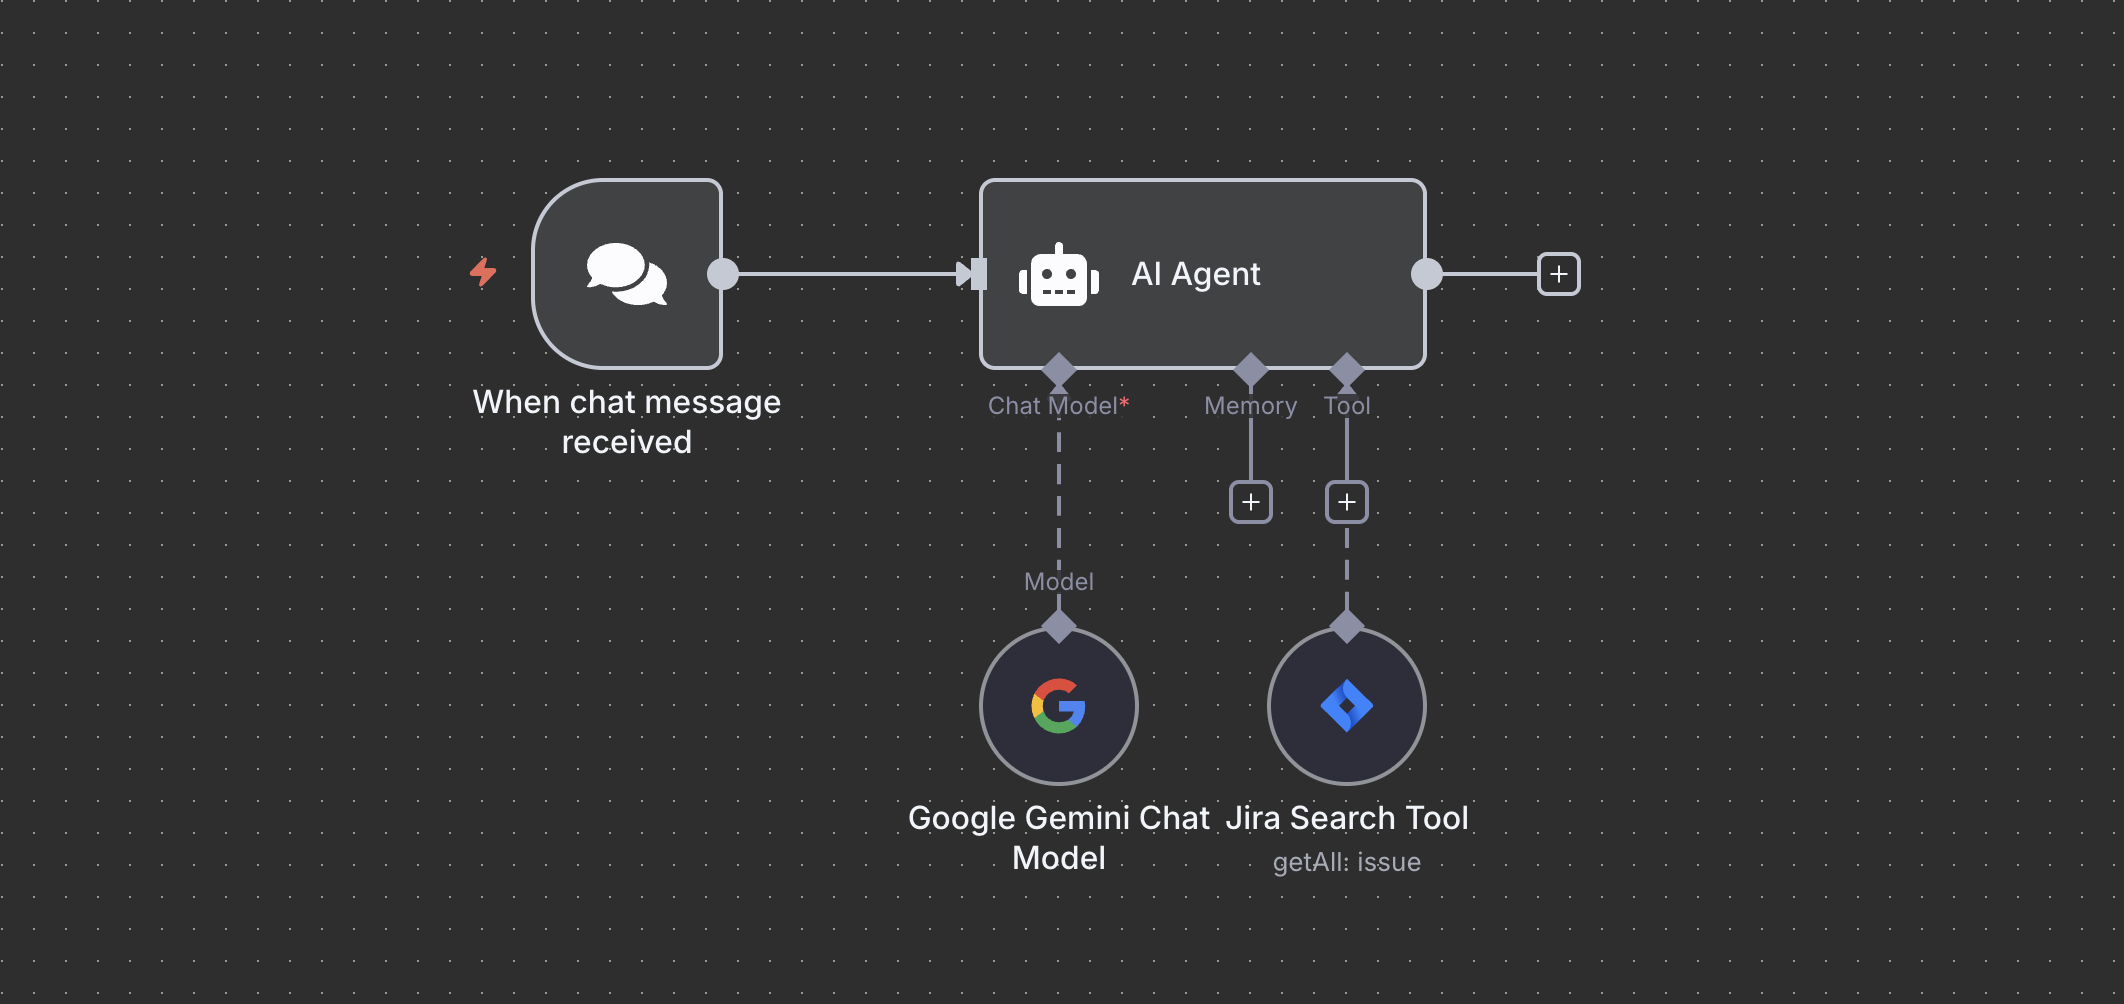 AI Agent
When chat message
received
Chat Model*
Memory
Tool
Model
Google Gemini Chat
Model
Jira Search Tool
getAll: issue